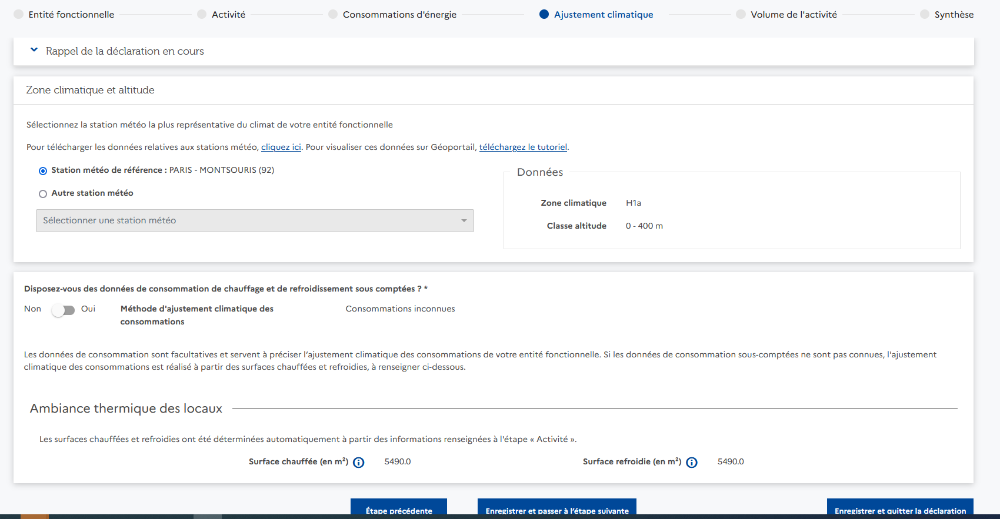 Entité fonctionnelle
Activité
Consommations d'énergie
Ajustement climatique
Volume de l'activité
Synthèse
Rappel de la déclaration en cours
Zone climatique et altitude
Sélectionnez la station météo la plus représentative du climat de votre entité fonctionnelle
Pour télécharger les données relatives aux stations météo, cliquez ici. Pour visualiser ces données sur Géoportail, téléchargez le tutoriel.
Station météo de référence : PARIS - MONTSOURIS (92)
Autre station météo
Sélectionner une station météo
Données
Zone climatique H1a
Classe altitude 0 - 400 m
Disposez-vous des données de consommation de chauffage et de refroidissement sous comptées ? *
Non Oui
Méthode d'ajustement climatique des
consommations
Consommations inconnues
Les données de consommation sont facultatives et servent à préciser l’ajustement climatique des consommations de votre entité fonctionnelle. Si les données de consommation sous-comptées ne sont pas connues, l'ajustement
climatique des consommations est réalisé à partir des surfaces chauffées et refroidies, à renseigner ci-dessous.
Ambiance thermique des locaux
Les surfaces chauffées et refroidies ont été déterminées automatiquement à partir des informations renseignées à l'étape « Activité ».
Surface chauffée (en m²) 5490.0
Surface refroidie (en m²) 5490.0
Étape précédente
Enregistrer et passer à l’étape suivante
Enregistrer et quitter la déclaration